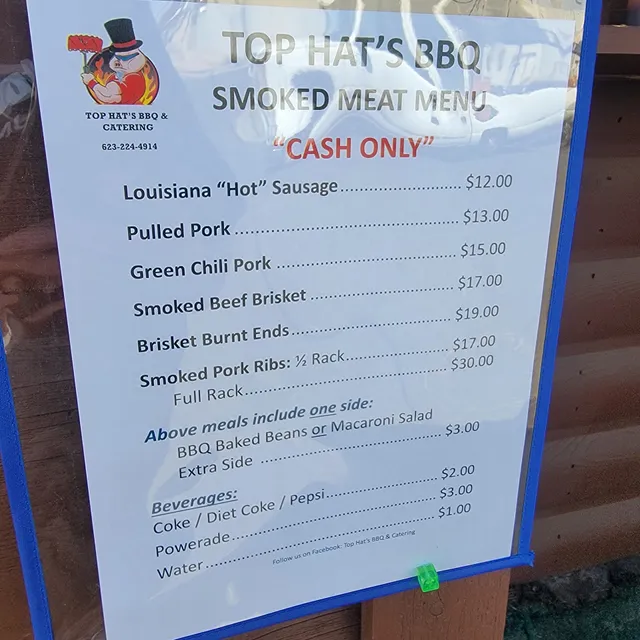 TOP HAT'S BBQ
SMOKED MEAT MENU
TOP HAT'S BBQ &
CATERING
623-224-4914
"CASH ONLY"
Louisiana "Hot" Sausage.............................. $12.00
Pulled Pork.................................................... $13.00
Green Chili Pork ........................................... $15.00
Smoked Beef Brisket ................................... $17.00
Brisket Burnt Ends........................................ $19.00
Smoked Pork Ribs: ½ Rack........................... $17.00
Full Rack............................................... $30.00
Above meals include one side:
BBQ Baked Beans or Macaroni Salad
Extra Side ............................................ $3.00
Beverages:
Coke / Diet Coke / Pepsi............................. $2.00
Powerade................................................... $3.00
Water......................................................... $1.00
Follow us on Facebook: Top Hat's BBQ & Catering